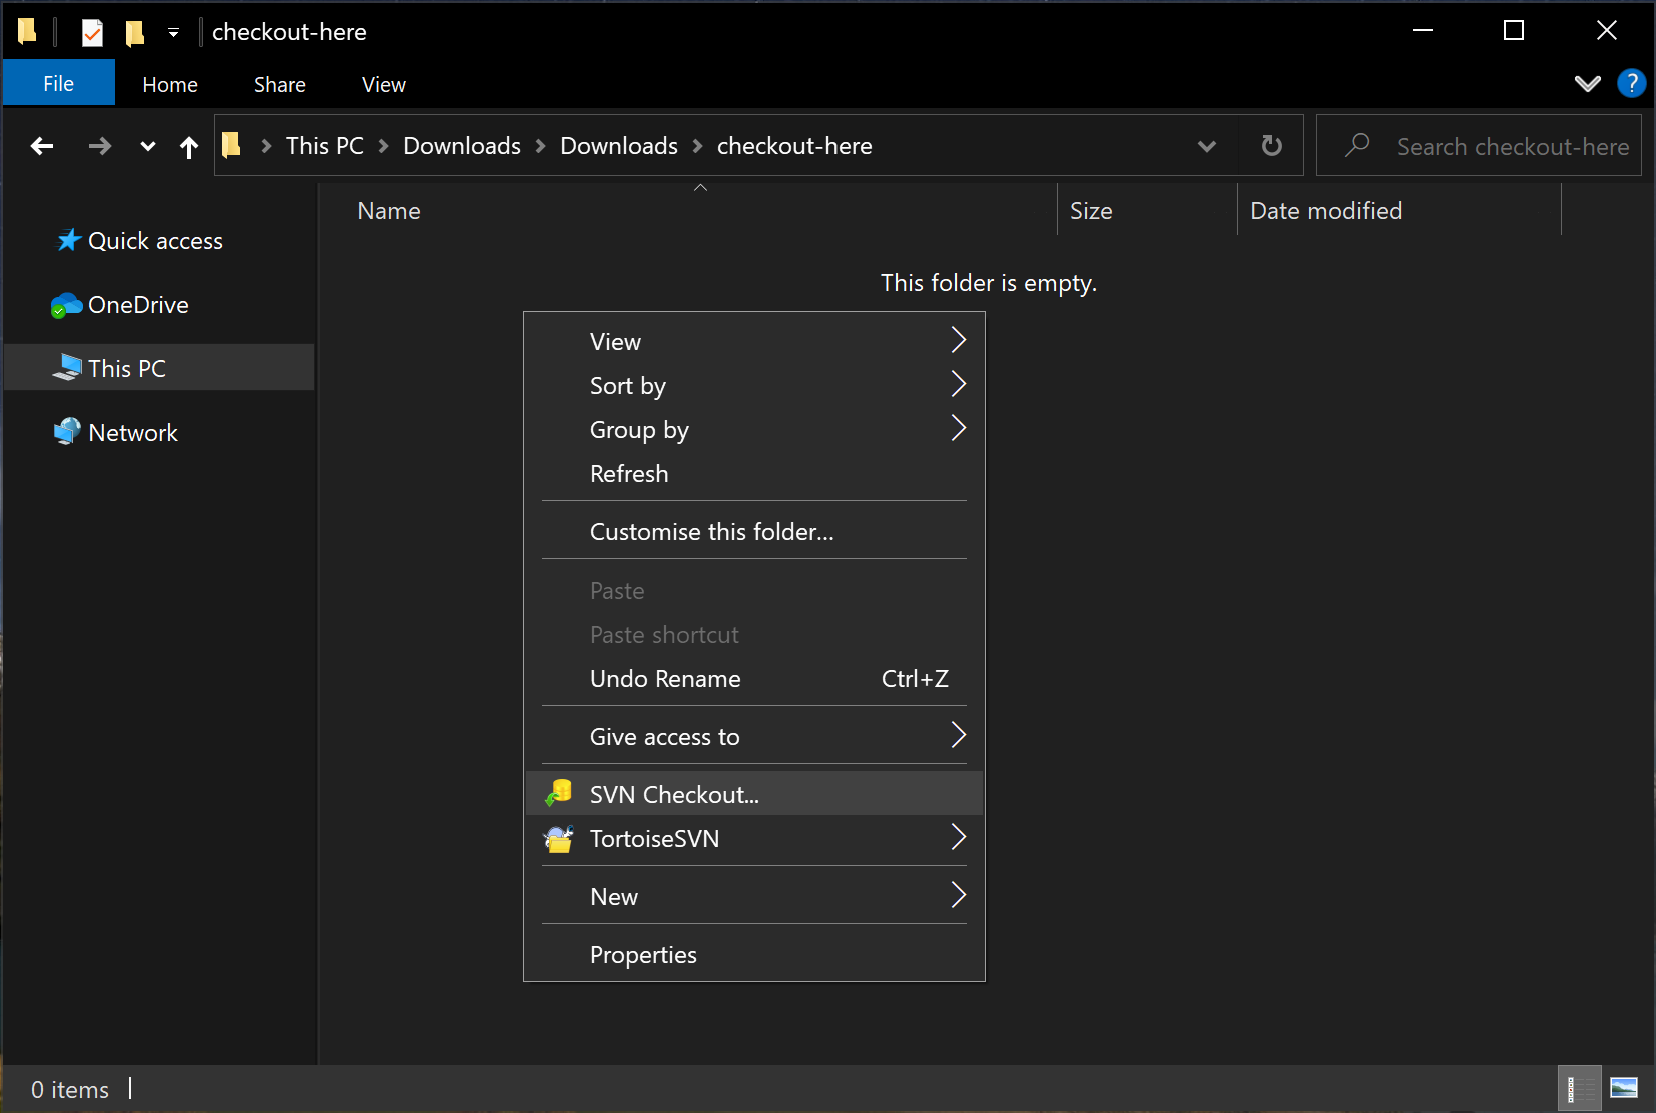 checkout-here
File Home Share View
?
This PC Downloads Downloads checkout-here
Search checkout-here
Name Size Date modified
Quick access
OneDrive
This PC
Network
This folder is empty.
View
Sort by
Group by
Refresh
Customise this folder...
Paste
Paste shortcut
Undo Rename Ctrl+Z
Give access to
SVN Checkout...
TortoiseSVN
New
Properties
0 items